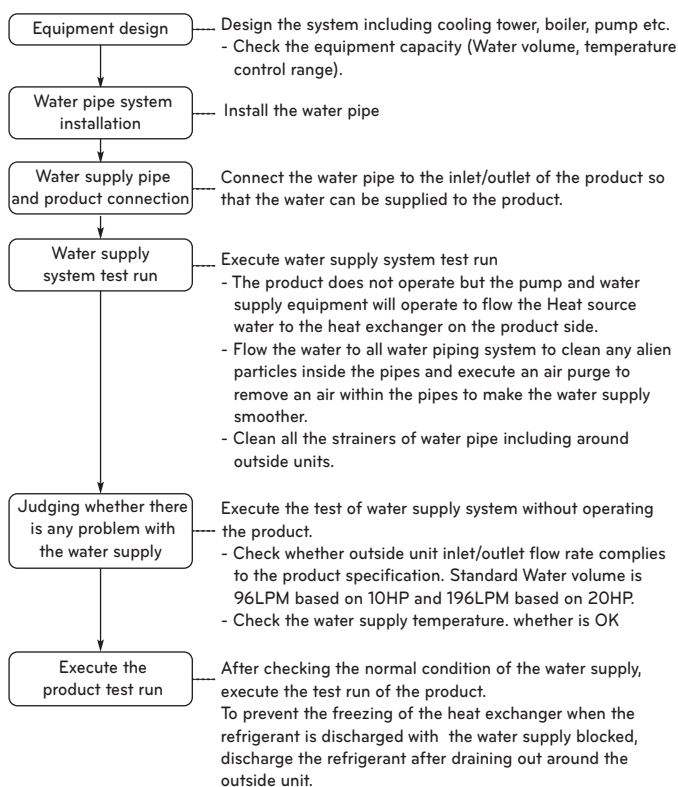 Equipment design
Design the system including cooling tower, boiler, pump etc.
- Check the equipment capacity (Water volume, temperature
control range).
Water pipe system
installation
Install the water pipe
Water supply pipe
and product connection
Connect the water pipe to the inlet/outlet of the product so
that the water can be supplied to the product.
Water supply
system test run
Execute water supply system test run
- The product does not operate but the pump and water
supply equipment will operate to flow the Heat source
water to the heat exchanger on the product side.
- Flow the water to all water piping system to clean any alien
particles inside the pipes and execute an air purge to
remove an air within the pipes to make the water supply
smoother.
- Clean all the strainers of water pipe including around
outside units.
Judging whether there
is any problem with
the water supply
Execute the test of water supply system without operating
the product.
- Check whether outside unit inlet/outlet flow rate complies
to the product specification. Standard Water volume is
96LPM based on 10HP and 196LPM based on 20HP.
- Check the water supply temperature. whether is OK
Execute the
product test run
After checking the normal condition of the water supply,
execute the test run of the product.
To prevent the freezing of the heat exchanger when the
refrigerant is discharged with the water supply blocked,
discharge the refrigerant after draining out around the
outside unit.